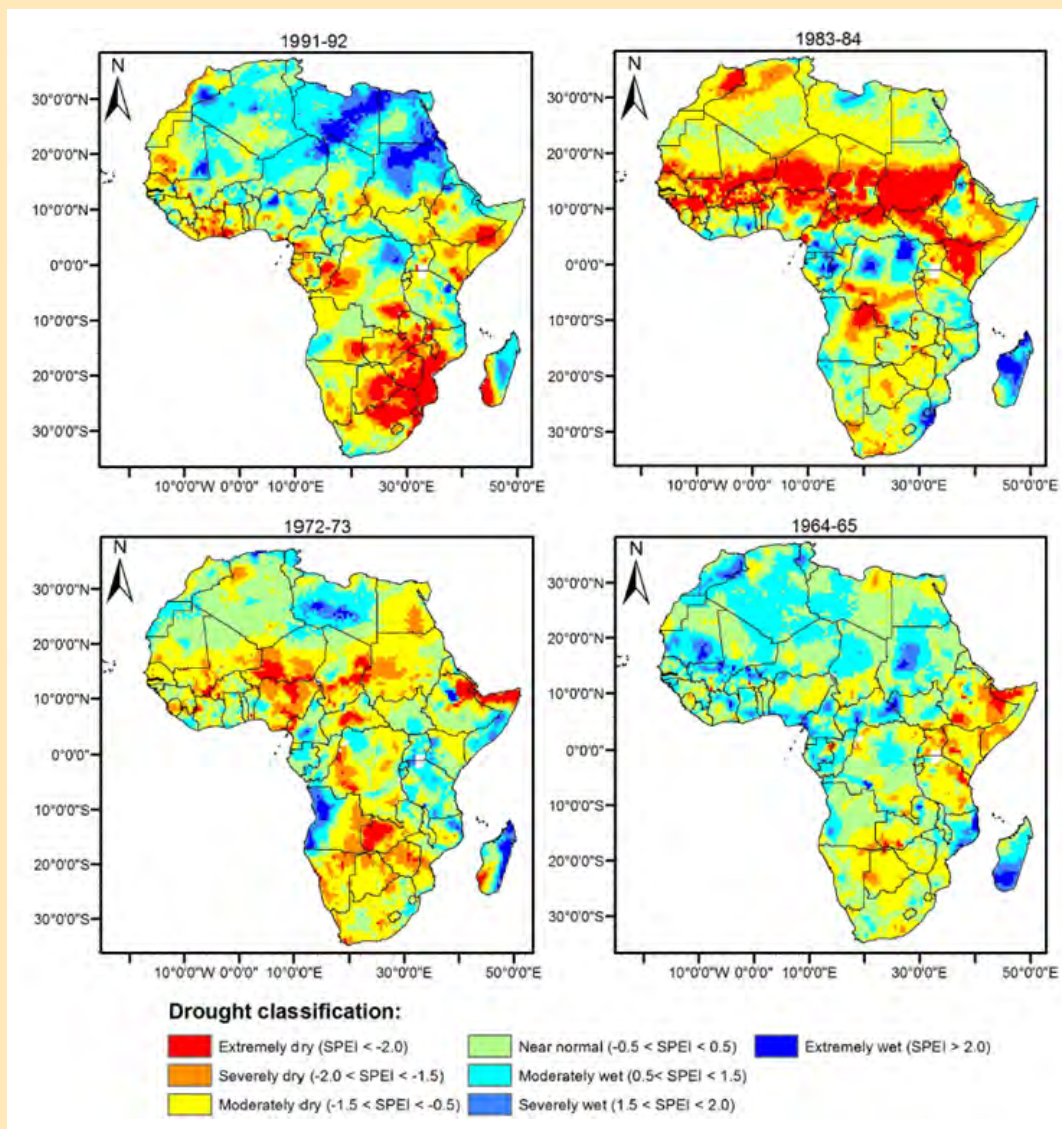 1991-92
1983-84
N
N
30°0'0"N
20°0'0"N
10°0'0"N
0°0'0"
10°0'0"S
20°0'0"S
30°0'0"S
30°0'0"N
20°0'0"N
10°0'0"N
0°0'0"
10°0'0"S
20°0'0"S
30°0'0"S
10°0'0"W 0°0'0" 10°0'0"E 30°0'0"E 50°0'0"E
10°0'0"W 0°0'0" 10°0'0"E 30°0'0"E 50°0'0"E
1972-73
1964-65
N
N
30°0'0"N
20°0'0"N
10°0'0"N
0°0'0"
10°0'0"S
20°0'0"S
30°0'0"S
30°0'0"N
20°0'0"N
10°0'0"N
0°0'0"
10°0'0"S
20°0'0"S
30°0'0"S
10°0'0"W 0°0'0" 10°0'0"E 30°0'0"E 50°0'0"E
10°0'0"W 0°0'0" 10°0'0"E 30°0'0"E 50°0'0"E
Drought classification:
Extremely dry (SPEI < -2.0)
Near normal (-0.5 < SPEI < 0.5)
Extremely wet (SPEI > 2.0)
Severely dry (-2.0 < SPEI < -1.5)
Moderately wet (0.5< SPEI < 1.5)
Moderately dry (-1.5 < SPEI < -0.5)
Severely wet (1.5 < SPEI < 2.0)